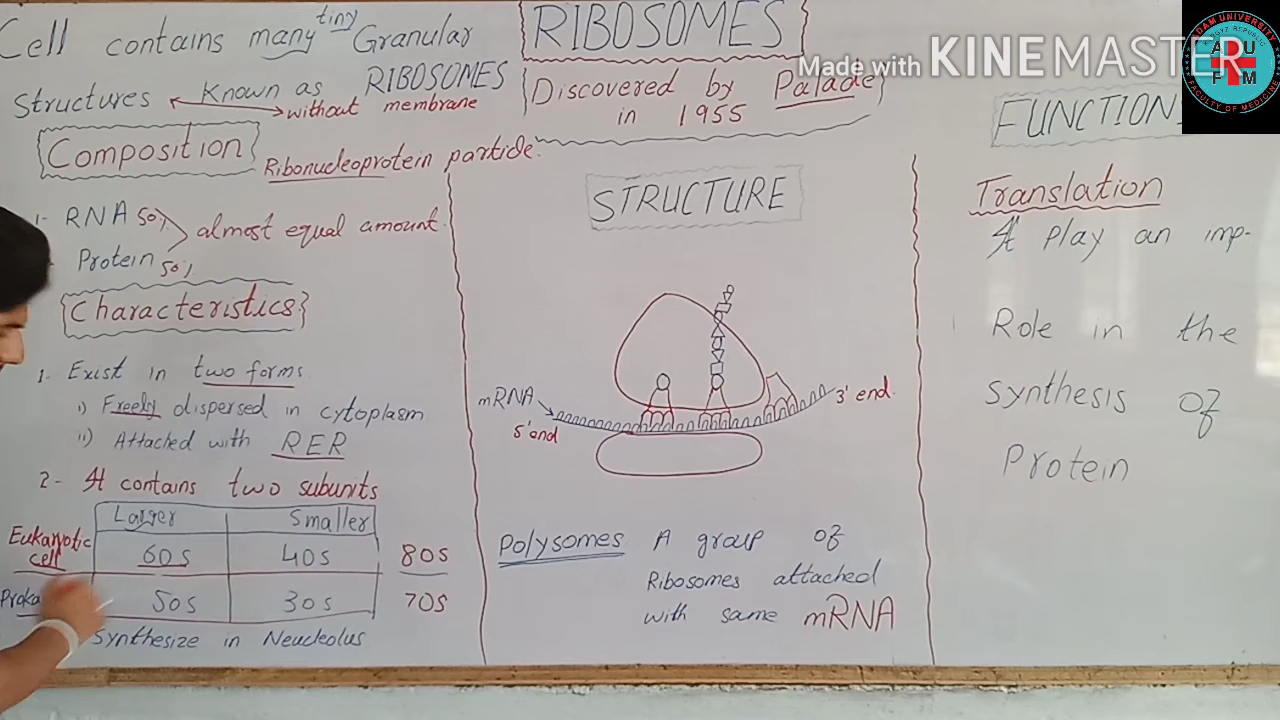 Cell contains many tiny Granular
Structures Known as RIBOSOMES
without membrane
RIBOSOMES
Discovered by Palade
in 1955
Made with KINEMASTER
Composition
Ribonucleoprotein particle.
1- RNA 50%
Protein 50%
almost equal amount.
Characteristics
1. Exist in two forms
i) Freely dispersed in cytoplasm
ii) Attached with RER
2- It contains two subunits
Larger Smaller
Eukaryotic cell 60s 40s 80s
50s 30s 70s
Synthesize in Neucleolus
STRUCTURE
mRNA
5' end
3' end.
Polysomes A group of
Ribosomes attached
with same mRNA
FUNCTION
Translation
It play an imp-
Role in the
synthesis of
Protein
FACULTY OF MEDICINE